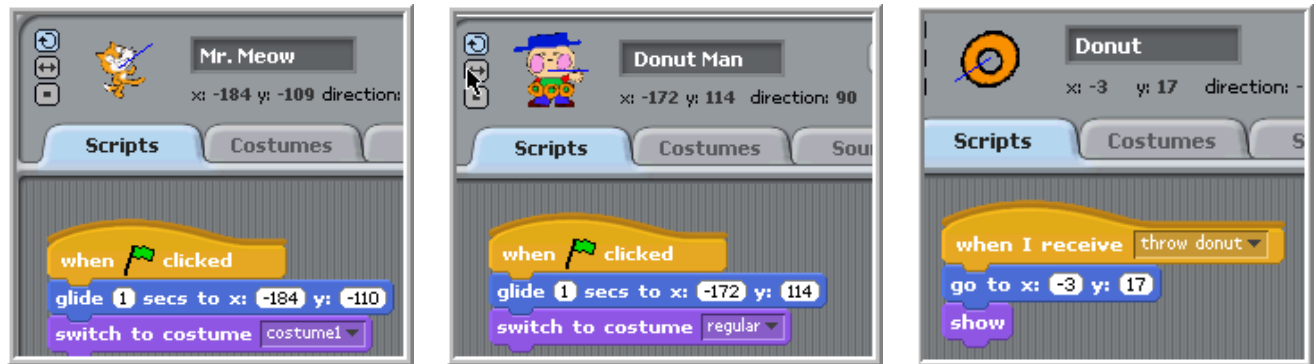 Mr. Meow
x: -184 y: -109 direction:
Scripts Costumes
when clicked
glide 1 secs to x: -184 y: -110
switch to costume costume1
Donut Man
x: -172 y: 114 direction: 90
Scripts Costumes Sou
when clicked
glide 1 secs to x: -172 y: 114
switch to costume regular
Donut
x: -3 y: 17 direction: -
Scripts Costumes S
when I receive throw donut
go to x: -3 y: 17
show